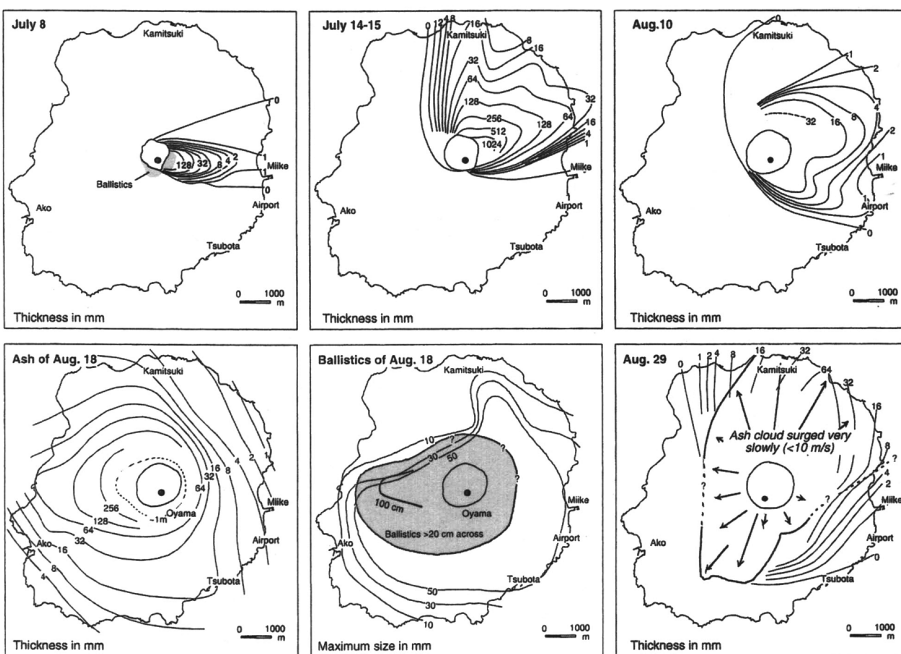 July 8
Kamitsuki
0
128 32 8 4 2 1
Miike
1
0
Ballistics
Ako
Airport
Tsubota
0 1000
m
Thickness in mm
July 14-15
0 1 2 4 8 16
Kamitsuki
8
16
32
64
32
128
256
128
64
512
16
1024
4
1
Miike
Ako
Airport
Tsubota
0 1000
m
Thickness in mm
Aug.10
0
Kamitsuki
1
2
4
8
16
32
2
Miike
1
Airport
0
Ako
Tsubota
0 1000
m
Thickness in mm
Ash of Aug. 18
Kamitsuki
2
4
8
16
32
64
256
1m
Oyama
128
64
32
Ako
16
8
4
Miike
Airport
Tsubota
0 1000
m
Thickness in mm
Ballistics of Aug. 18
Kamitsuki
10
?
?
30
50
100 cm
Oyama
Ballistics >20 cm across
Miike
Ako
Airport
Tsubota
50
30
10
0 1000
m
Maximum size in mm
Aug. 29
0 1 2 4 8 16 32
Kamitsuki
64
32
16
Ash cloud surged very
slowly (<10 m/s)
8
?
4
2
?
?
Miike
Ako
Airport
0
Tsubota
0 1000
m
Thickness in mm